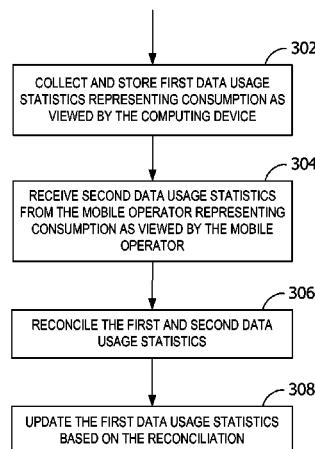 302
COLLECT AND STORE FIRST DATA USAGE
STATISTICS REPRESENTING CONSUMPTION AS
VIEWED BY THE COMPUTING DEVICE
304
RECEIVE SECOND DATA USAGE STATISTICS
FROM THE MOBILE OPERATOR REPRESENTING
CONSUMPTION AS VIEWED BY THE MOBILE
OPERATOR
306
RECONCILE THE FIRST AND SECOND DATA
USAGE STATISTICS
308
UPDATE THE FIRST DATA USAGE STATISTICS
BASED ON THE RECONCILIATION